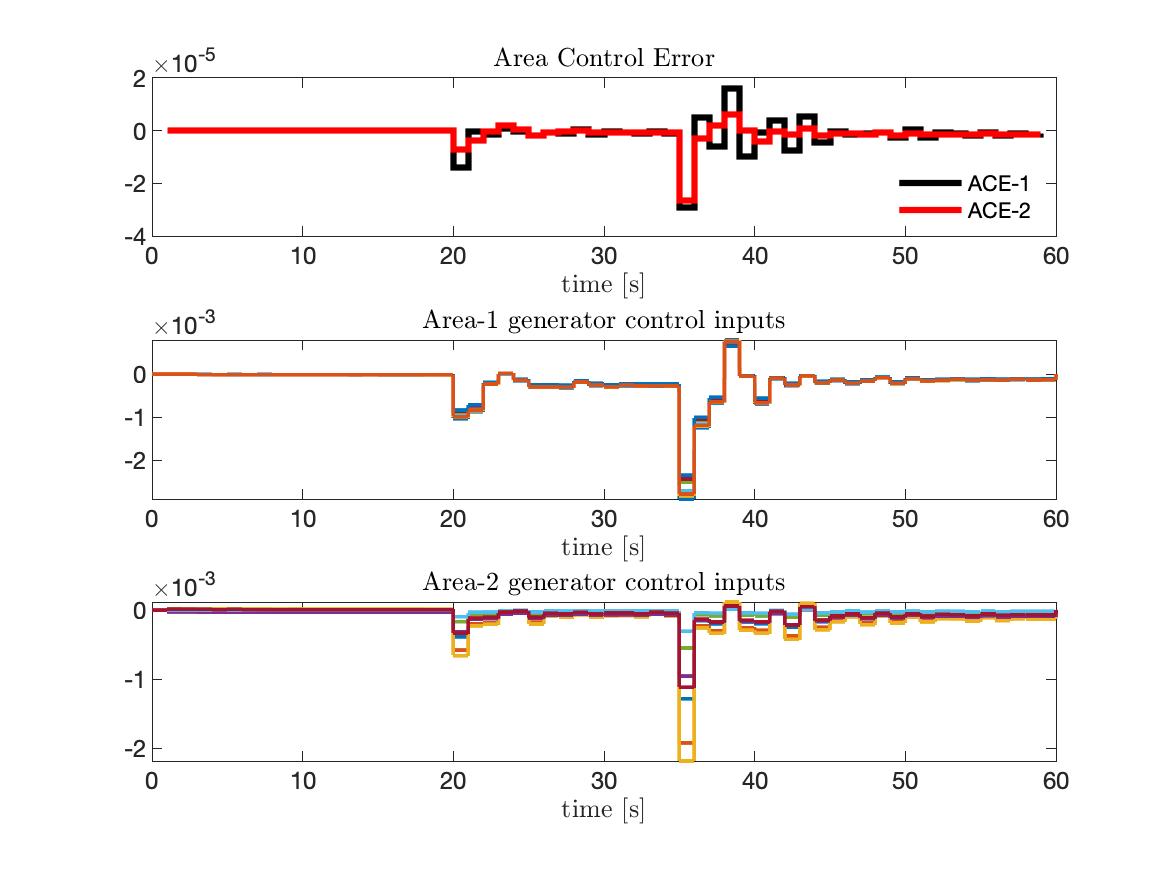 Area Control Error
×10⁻⁵
2
0
-2
-4
ACE-1
ACE-2
0 10 20 30 40 50 60
time [s]
Area-1 generator control inputs
×10⁻³
0
-1
-2
0 10 20 30 40 50 60
time [s]
Area-2 generator control inputs
×10⁻³
0
-1
-2
0 10 20 30 40 50 60
time [s]